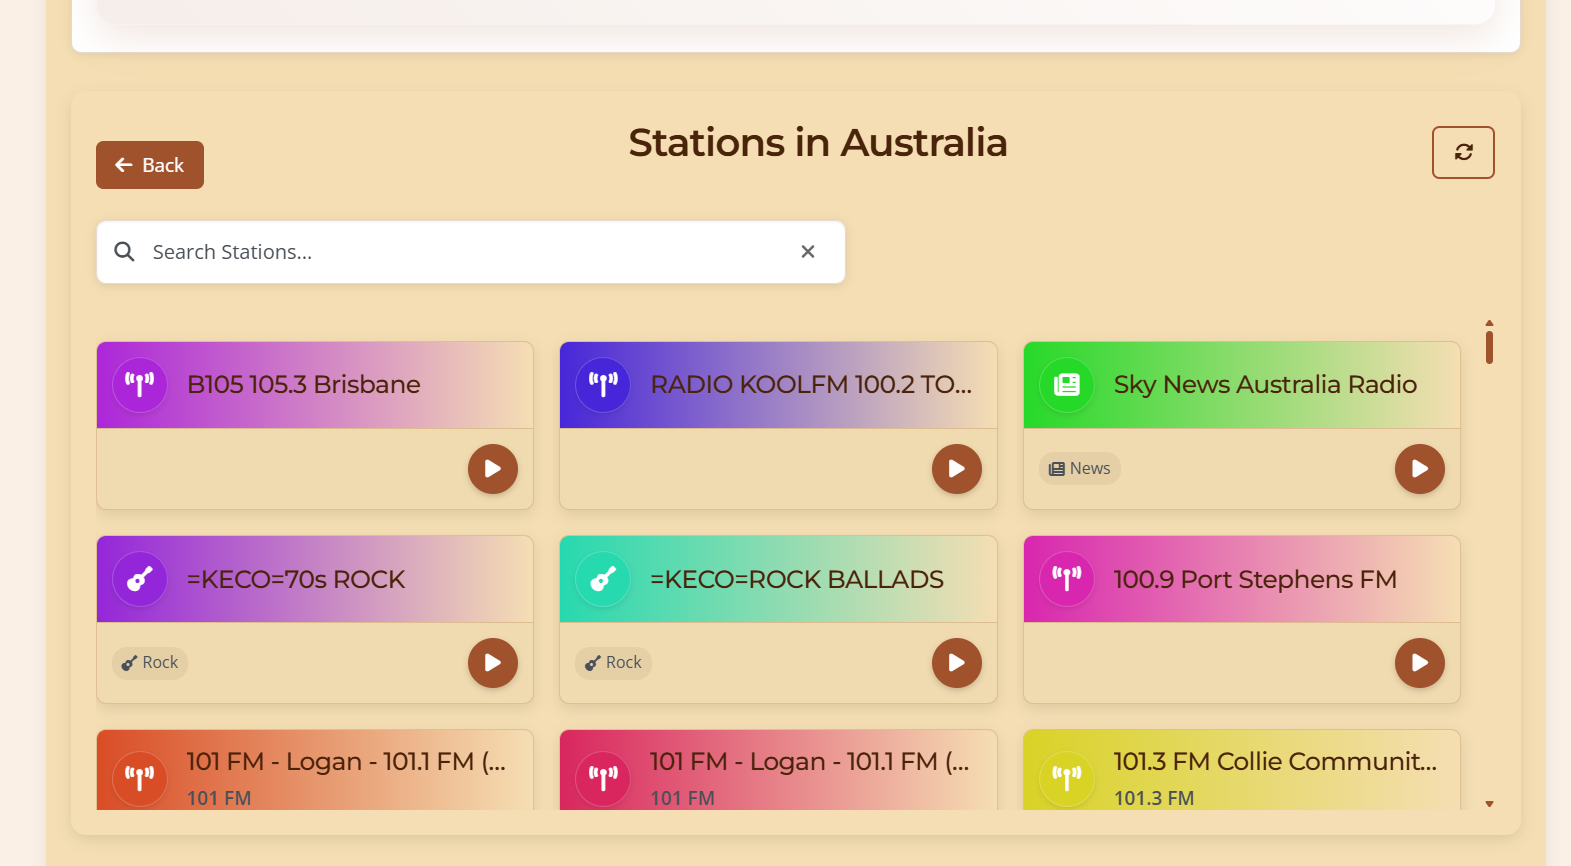 Stations in Australia
Back
Search Stations...
B105 105.3 Brisbane
RADIO KOOLFM 100.2 TO...
Sky News Australia Radio
News
=KECO=70s ROCK
=KECO=ROCK BALLADS
100.9 Port Stephens FM
Rock
Rock
101 FM - Logan - 101.1 FM (...
101 FM
101 FM - Logan - 101.1 FM (...
101 FM
101.3 FM Collie Communit...
101.3 FM